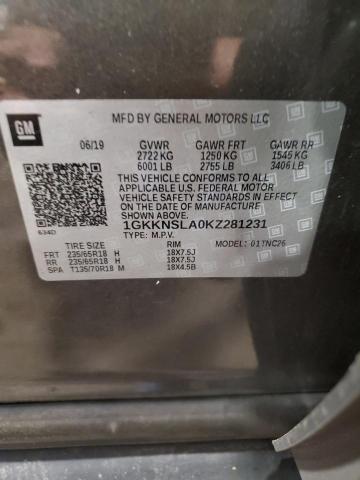 GM
MFD BY GENERAL MOTORS LLC
06/19 GVWR GAWR FRT GAWR RR
2722 KG 1250 KG 1545 KG
6001 LB 2755 LB 3406 LB
THIS VEHICLE CONFORMS TO ALL
APPLICABLE U.S. FEDERAL MOTOR
VEHICLE SAFETY STANDARDS IN
EFFECT ON THE DATE OF
MANUFACTURE SHOWN ABOVE.
1GKKNSLA0KZ281231
634D TYPE: M.P.V. MODEL: 01TNC26
TIRE SIZE RIM
FRT 235/65R18 H 18X7.5J
RR 235/65R18 H 18X7.5J
SPA T135/70R18 M 18X4.5B